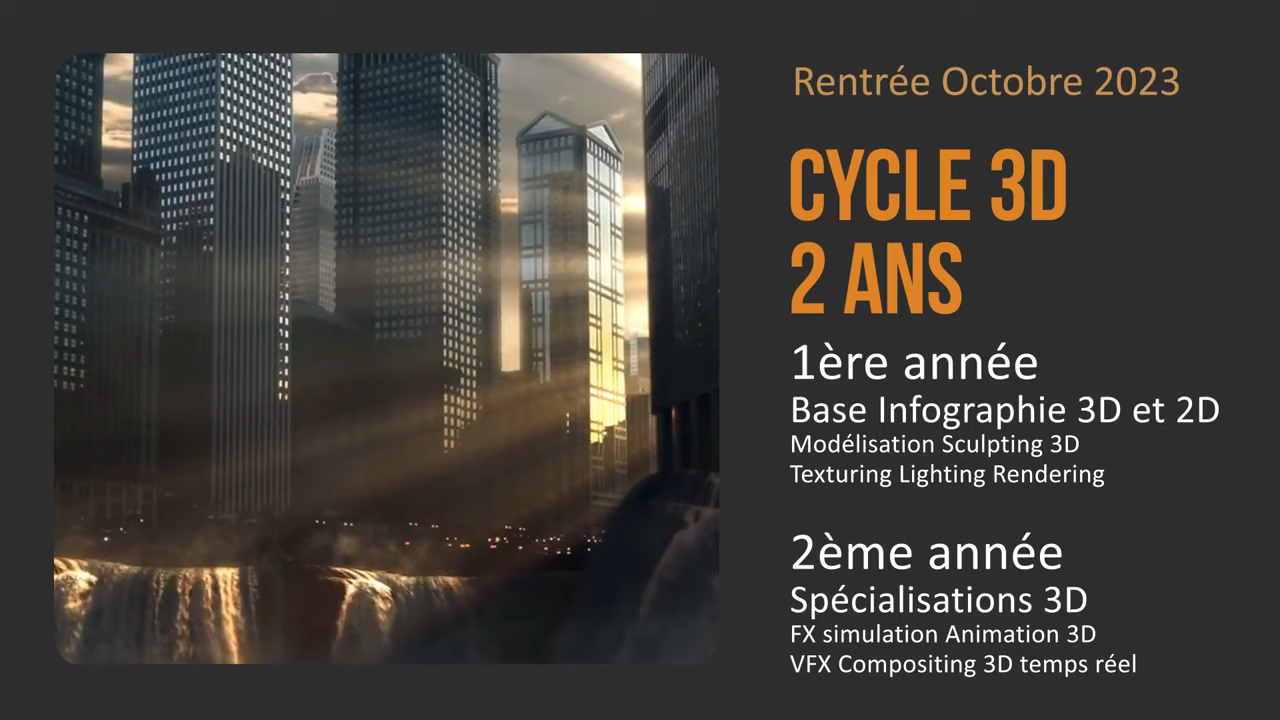 Rentrée Octobre 2023
CYCLE 3D
2 ANS
1ère année
Base Infographie 3D et 2D
Modélisation Sculpting 3D
Texturing Lighting Rendering
2ème année
Spécialisations 3D
FX simulation Animation 3D
VFX Compositing 3D temps réel